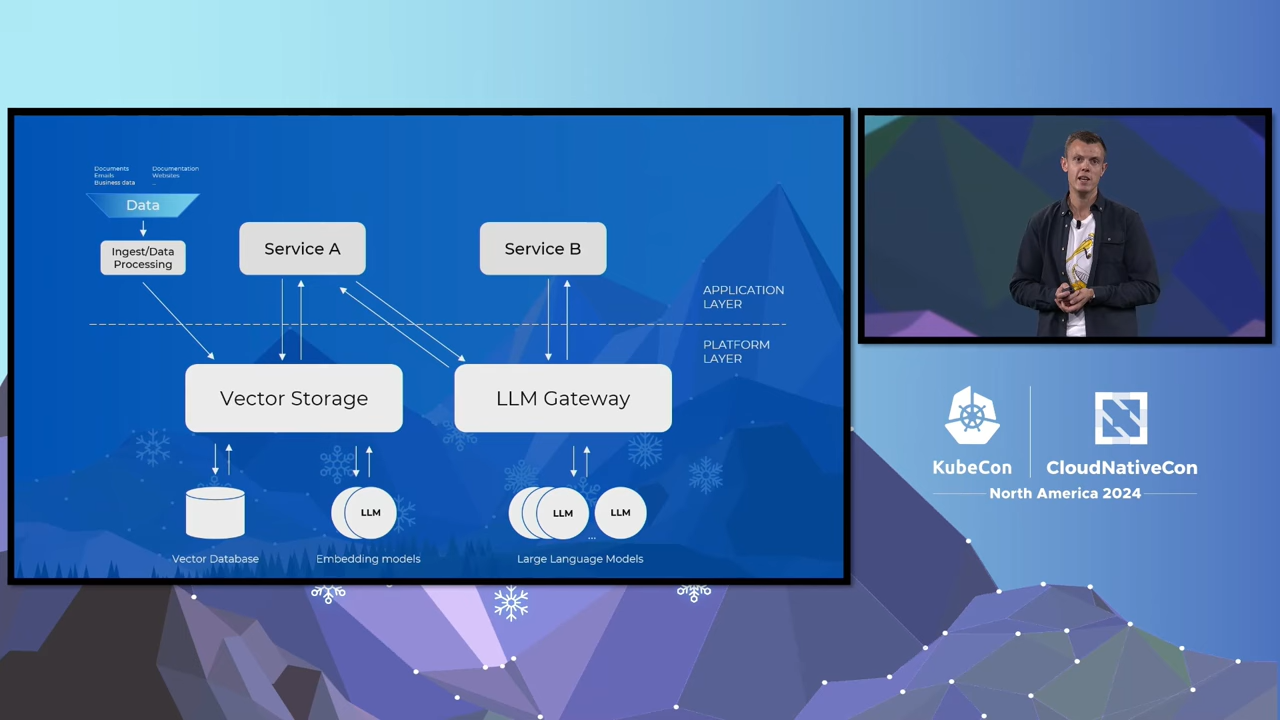 Documents
Emails
Business data
Documentation
Websites
...
Data
Ingest/Data
Processing
Service A
Service B
APPLICATION
LAYER
PLATFORM
LAYER
Vector Storage
LLM Gateway
LLM
LLM
LLM
...
Vector Database
Embedding models
Large Language Models
KubeCon
CloudNativeCon
North America 2024